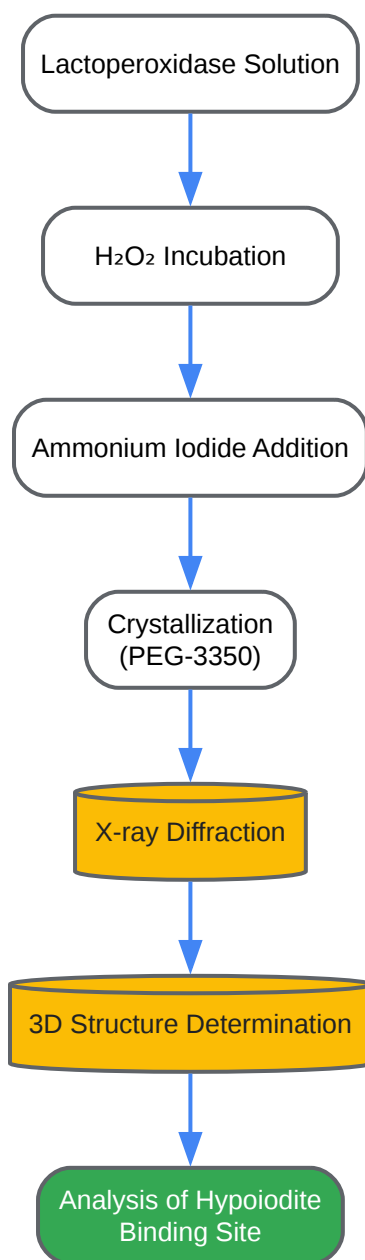 Lactoperoxidase Solution
H₂O₂ Incubation
Ammonium Iodide Addition
Crystallization
(PEG-3350)
X-ray Diffraction
3D Structure Determination
Analysis of Hypoiodite
Binding Site